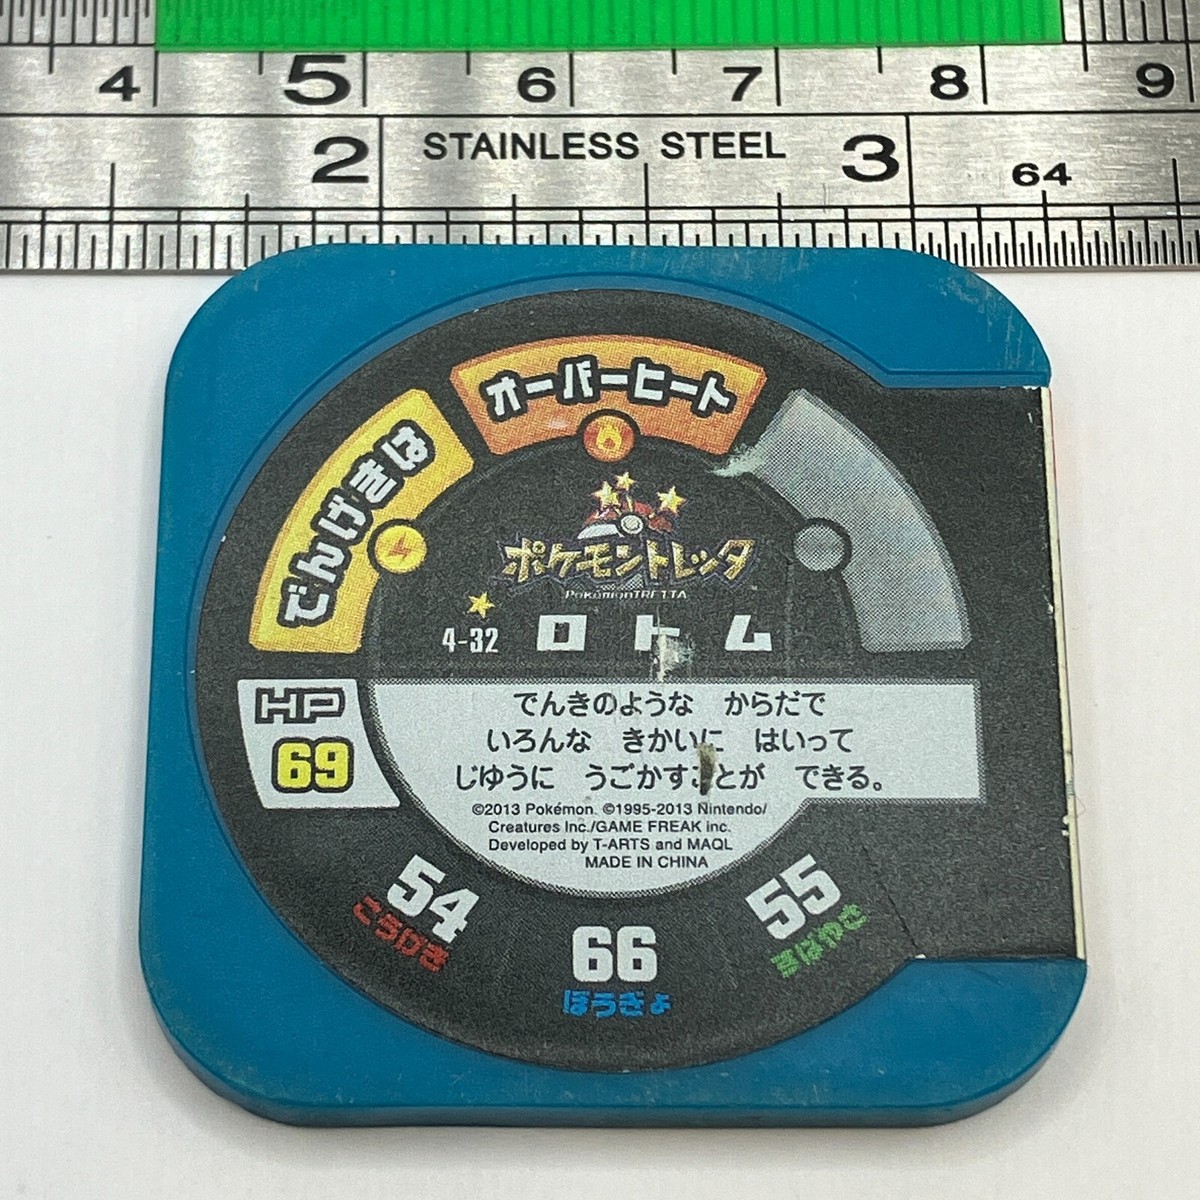 4 5 6 7 8 9
2 STAINLESS STEEL 3 64
オーバーヒート
でんげきは
ポケモントレッタ
PokémonTRETTA
4-32 ロトム
HP
69
でんきのような からだで
いろんな きかいに はいって
じゆうに うごかすことが できる。
©2013 Pokémon. ©1995-2013 Nintendo/
Creatures Inc./GAME FREAK inc.
Developed by T-ARTS and MAQL
MADE IN CHINA
54
こうげき
66
ぼうぎょ
55
すばやさ